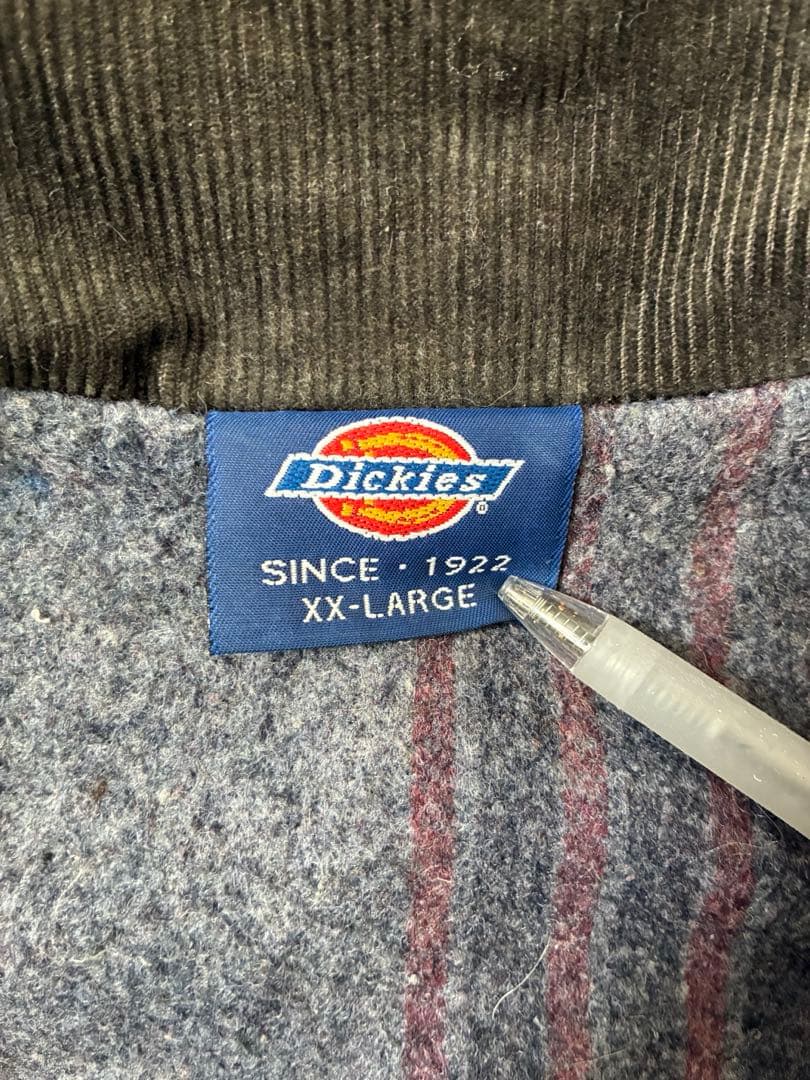 Dickies
SINCE · 1922
XX-LARGE